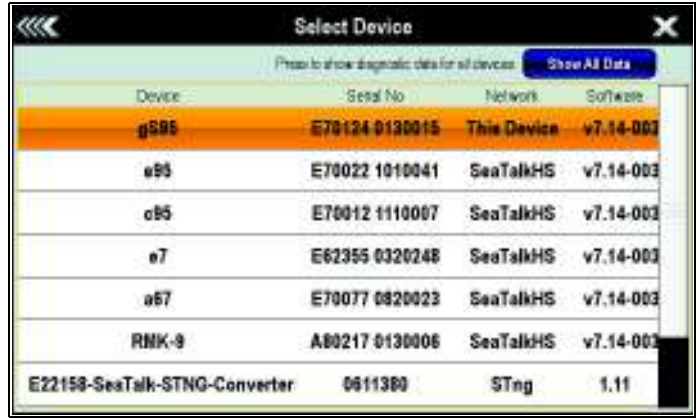 Select Device
Press to show diagnostic data for all devices Show All Data
Device Serial No Network Software
gS95 E70124 0130015 This Device v7.14-003
e95 E70022 1010041 SeaTalkHS v7.14-003
c95 E70012 1110007 SeaTalkHS v7.14-003
e7 E62355 0320248 SeaTalkHS v7.14-003
a67 E70077 0820023 SeaTalkHS v7.14-003
RMK-9 A80217 0130006 SeaTalkHS v7.14-003
E22158-SeaTalk-STNG-Converter 0611380 STng 1.11